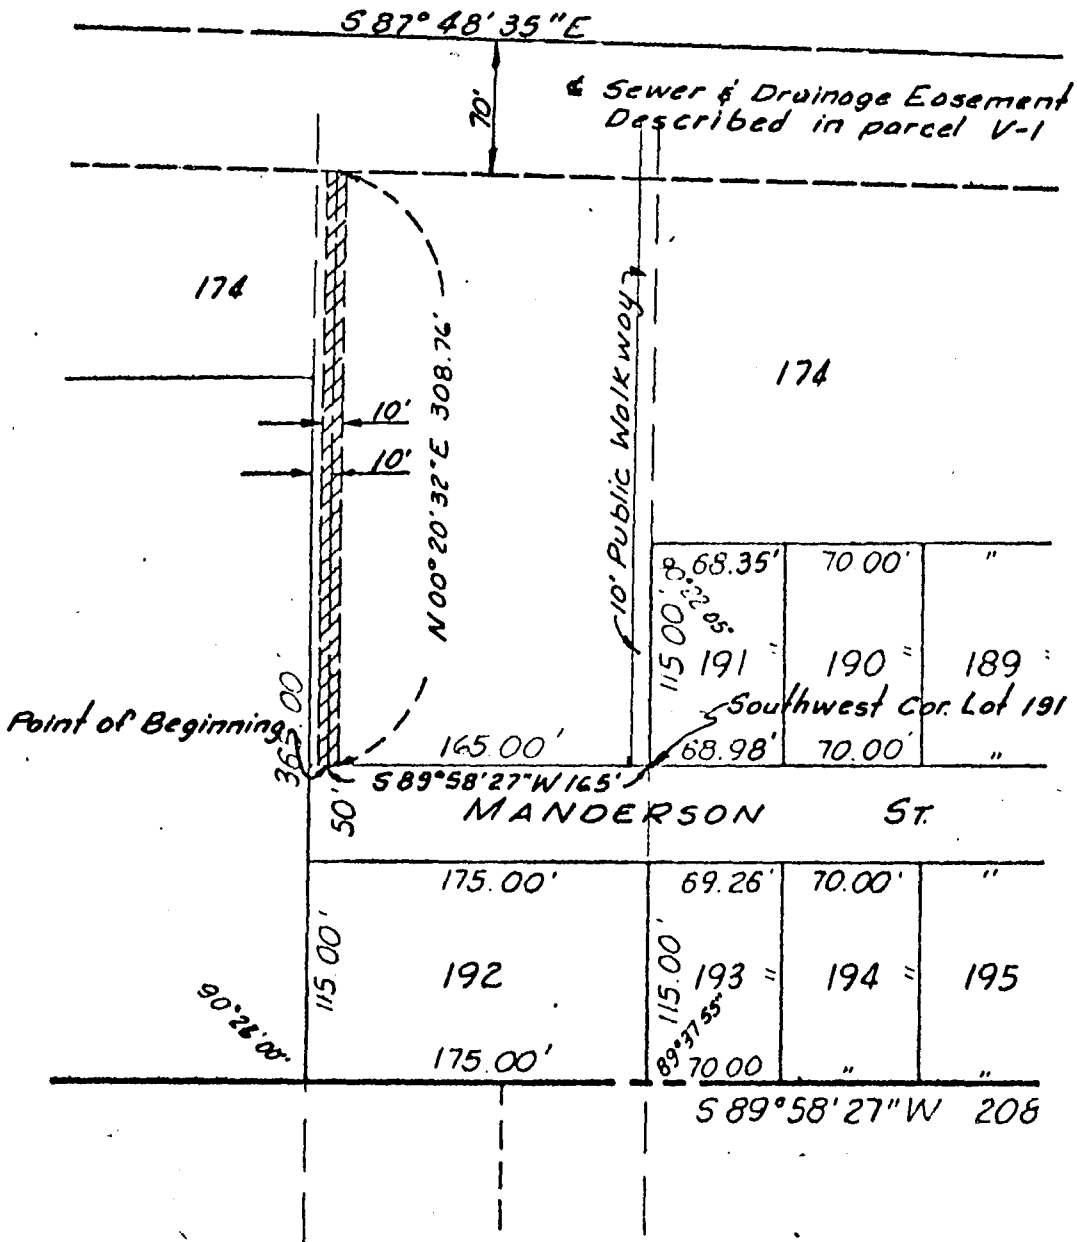 S 87° 48' 35" E
70'
℄ Sewer & Drainage Easement
Described in parcel V-1
174
174
10'
10'
N 00° 20' 32" E 308.76'
10' Public Walkway
68.35'
70 00'
"
115 00'
191 "
190 "
189 "
Southwest Cor. Lot 191
Point of Beginning
165.00'
68.98'
70.00'
"
S 89° 58' 27" W 165'
50'
MANDERSON ST.
175.00'
69.26'
70.00'
"
115.00'
192
115.00'
193 "
194 "
195
90° 26' 00"
89° 37' 55"
175.00'
70 00
"
"
S 89° 58' 27" W 208